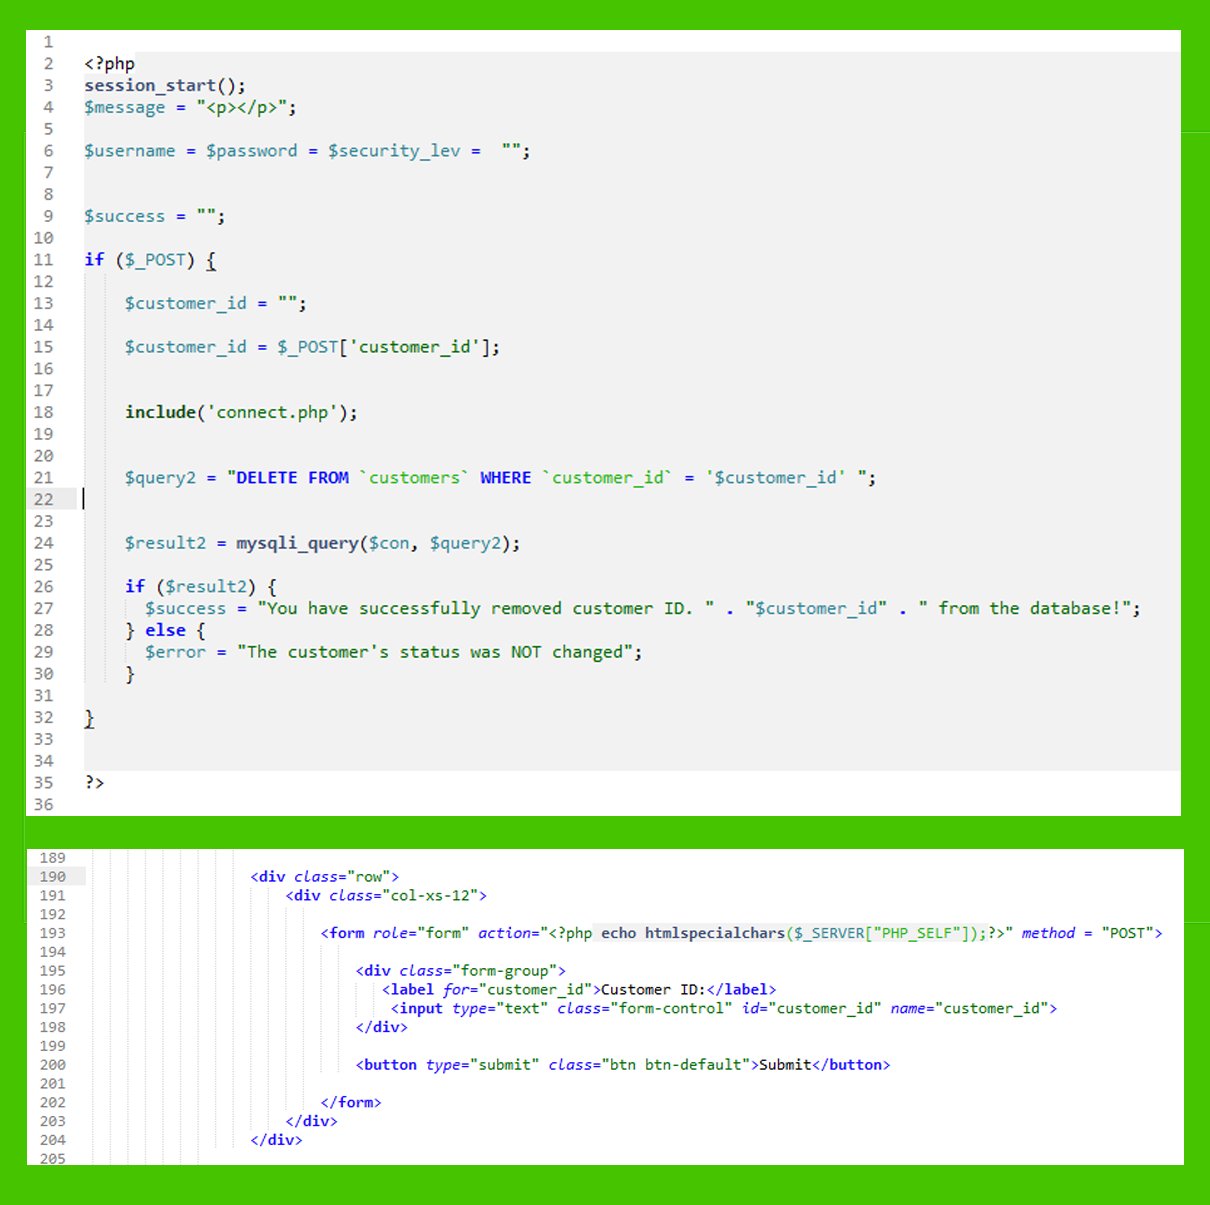 1
2 <?php
3 session_start();
4 $message = "<p></p>";
5
6 $username = $password = $security_lev =  "";
7
8
9 $success = "";
10
11 if ($_POST) {
12
13 $customer_id = "";
14
15 $customer_id = $_POST['customer_id'];
16
17
18 include('connect.php');
19
20
21 $query2 = "DELETE FROM `customers` WHERE `customer_id` = '$customer_id' ";
22
23
24 $result2 = mysqli_query($con, $query2);
25
26 if ($result2) {
27 $success = "You have successfully removed customer ID. " . "$customer_id" . " from the database!";
28 } else {
29 $error = "The customer's status was NOT changed";
30 }
31
32 }
33
34
35 ?>
36
189
190 <div class="row">
191 <div class="col-xs-12">
192
193 <form role="form" action="<?php echo htmlspecialchars($_SERVER["PHP_SELF"]);?>" method = "POST">
194
195 <div class="form-group">
196 <label for="customer_id">Customer ID:</label>
197 <input type="text" class="form-control" id="customer_id" name="customer_id">
198 </div>
199
200 <button type="submit" class="btn btn-default">Submit</button>
201
202 </form>
203 </div>
204 </div>
205